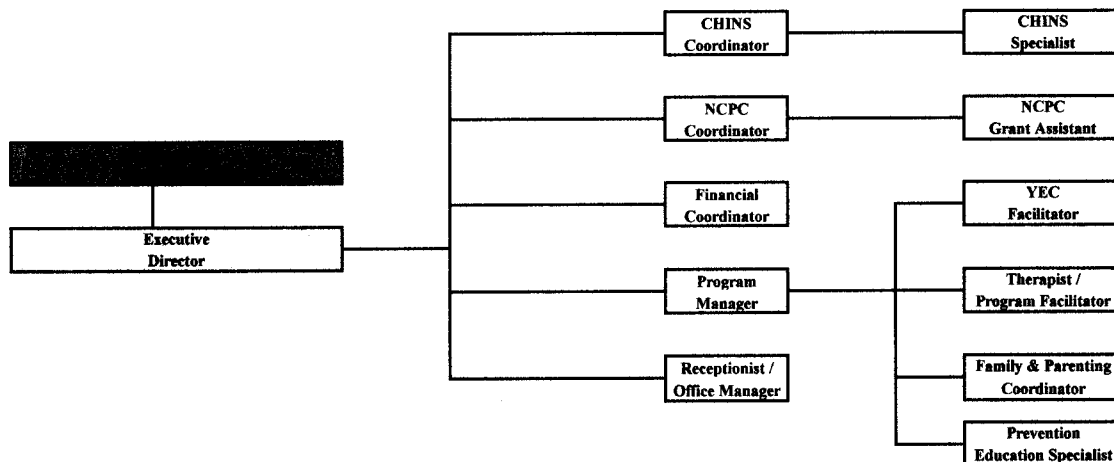 CHINS
Coordinator
CHINS
Specialist
NCPC
Coordinator
NCPC
Grant Assistant
Financial
Coordinator
YEC
Facilitator
Executive
Director
Program
Manager
Therapist /
Program Facilitator
Receptionist /
Office Manager
Family & Parenting
Coordinator
Prevention
Education Specialist